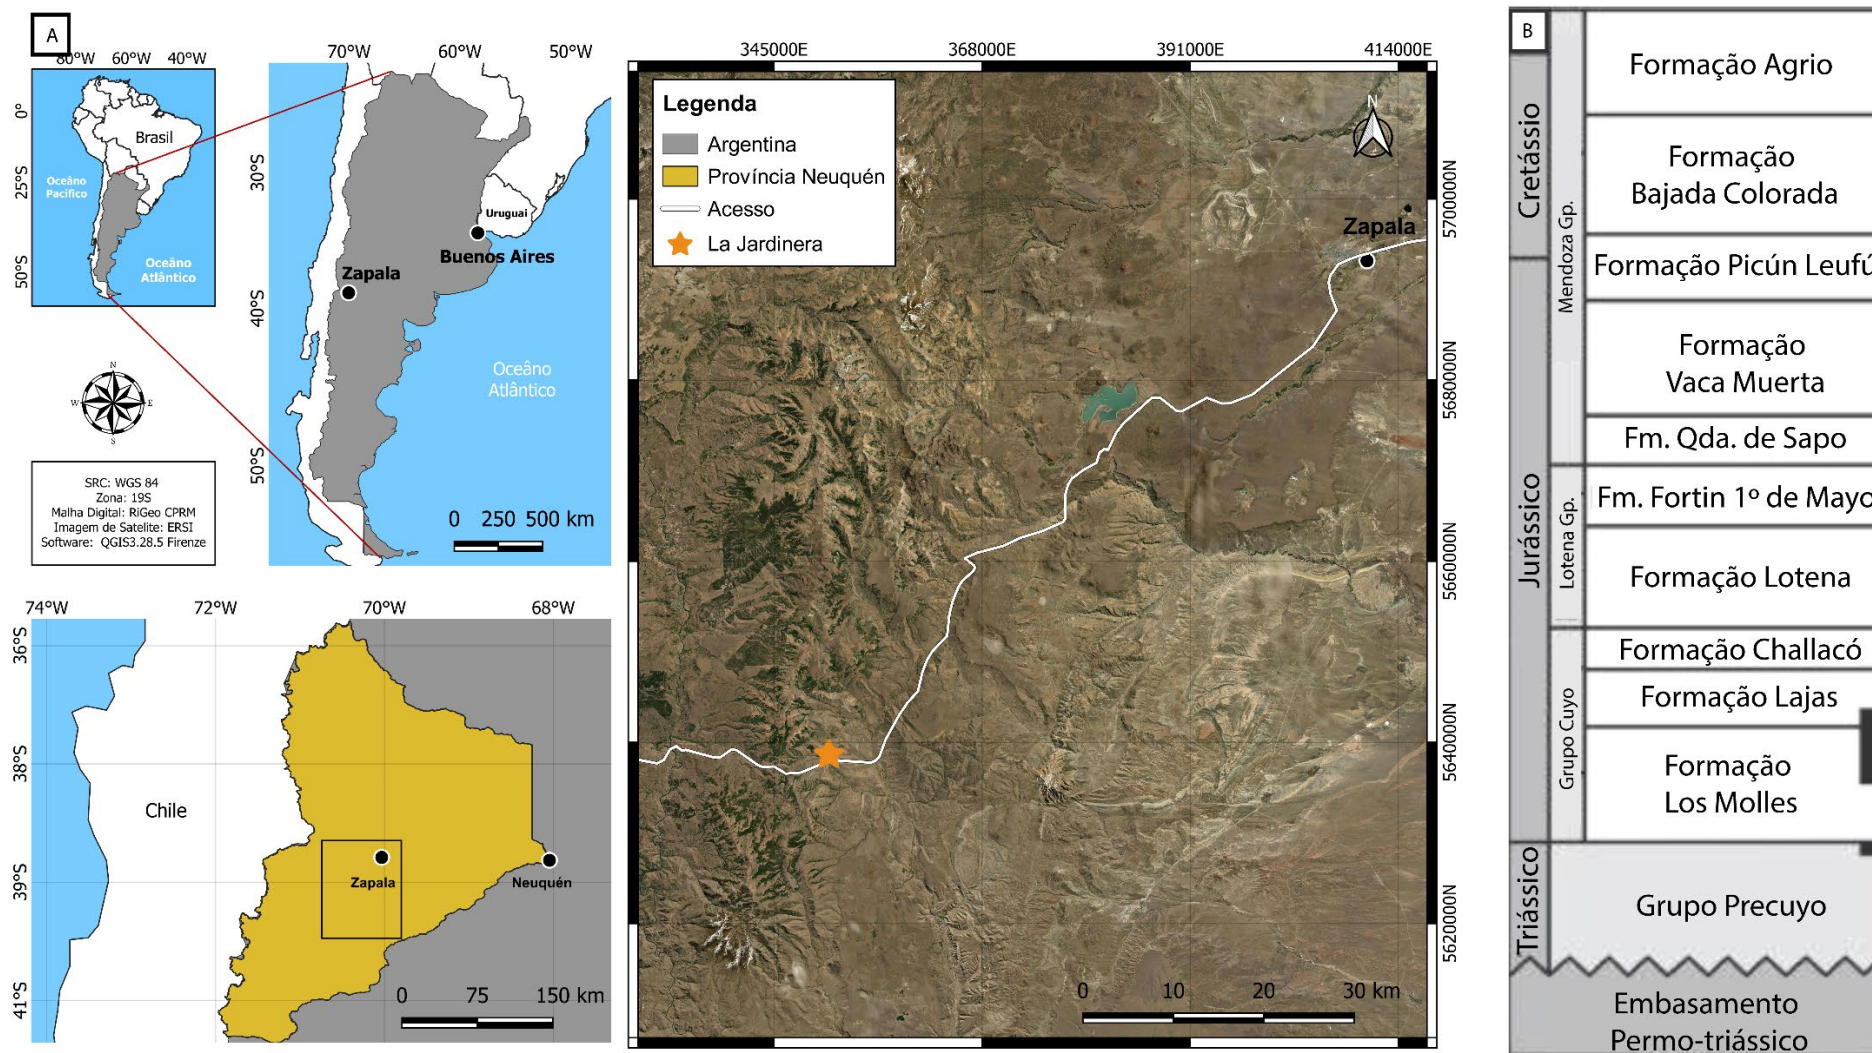 A
80°W 60°W 40°W
0°
25°S
50°S
Brasil
Oceâno
Pacífico
Oceâno
Atlântico
N
W E
S
SRC: WGS 84
Zona: 19S
Malha Digital: RiGeo CPRM
Imagem de Satelite: ERSI
Software: QGIS3.28.5 Firenze
70°W 60°W 50°W
30°S
40°S
50°S
Uruguai
Buenos Aires
Zapala
Oceâno
Atlântico
0 250 500 km
74°W 72°W 70°W 68°W
36°S
38°S
39°S
41°S
Chile
Zapala
Neuquén
0 75 150 km
345000E 368000E 391000E 414000E
Legenda
Argentina
Província Neuquén
Acesso
La Jardinera
N
Zapala
5700000N
5680000N
5660000N
5640000N
5620000N
0 10 20 30 km
B
Cretássio
Jurássico
Triássico
Mendoza Gp.
Lotena Gp.
Grupo Cuyo
Formação Agrio
Formação
Bajada Colorada
Formação Picún Leufú
Formação
Vaca Muerta
Fm. Qda. de Sapo
Fm. Fortin 1º de Mayo
Formação Lotena
Formação Challacó
Formação Lajas
Formação
Los Molles
Grupo Precuyo
Embasamento
Permo-triássico